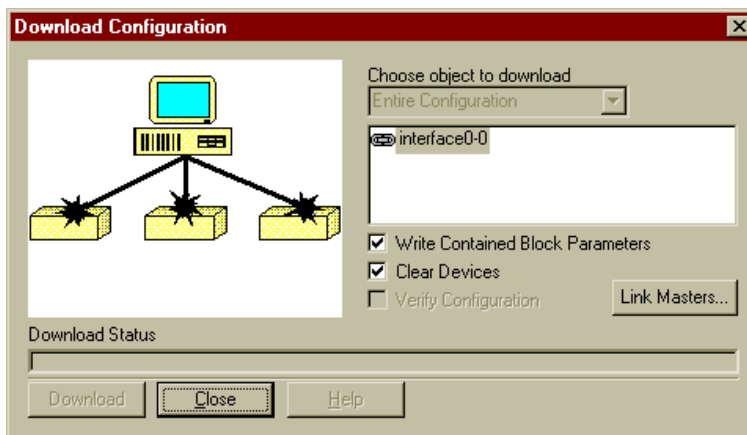 Download Configuration
Choose object to download
Entire Configuration
interface0-0
Write Contained Block Parameters
Clear Devices
Verify Configuration
Link Masters...
Download Status
Download
Close
Help